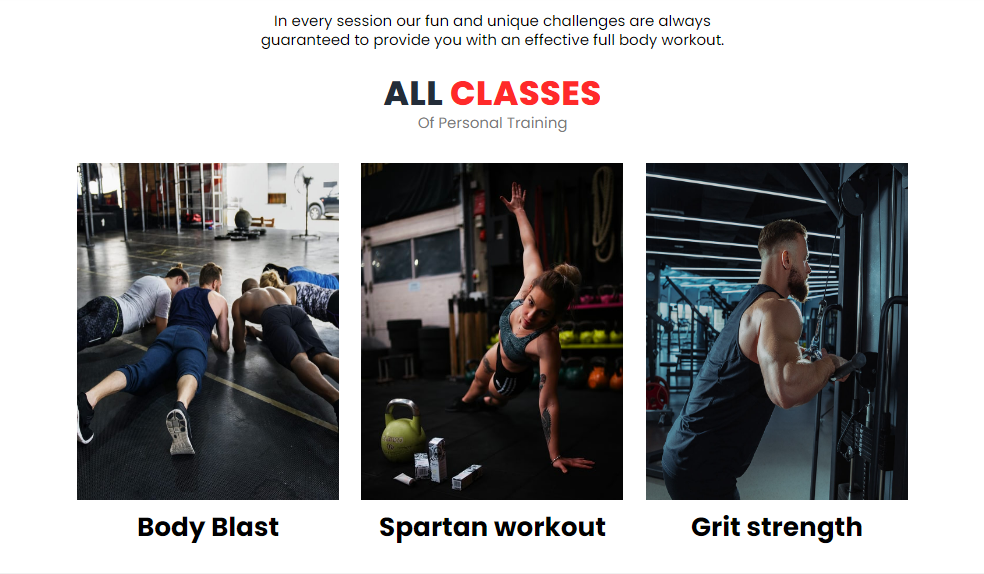 In every session our fun and unique challenges are always
guaranteed to provide you with an effective full body workout.
ALL CLASSES
Of Personal Training
Body Blast
Spartan workout
Grit strength